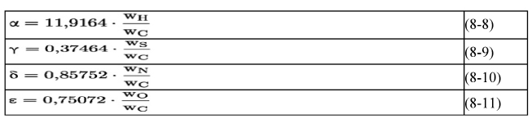 α = 11,9164 · w_H/w_C (8-8)
γ = 0,37464 · w_S/w_C (8-9)
δ = 0,85752 · w_N/w_C (8-10)
ε = 0,75072 · w_O/w_C (8-11)